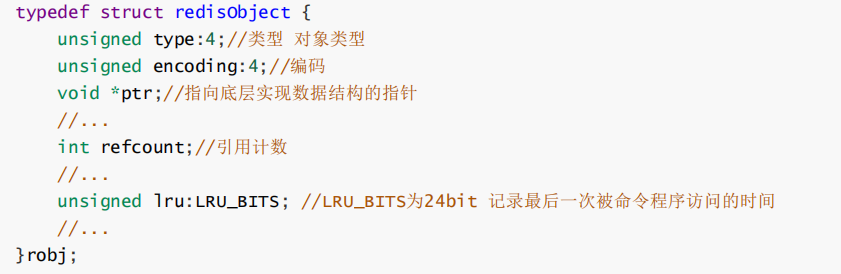 typedef struct redisObject {
unsigned type:4;//类型 对象类型
unsigned encoding:4;//编码
void *ptr;//指向底层实现数据结构的指针
//...
int refcount;//引用计数
//...
unsigned lru:LRU_BITS; //LRU_BITS为24bit 记录最后一次被命令程序访问的时间
//...
}robj;